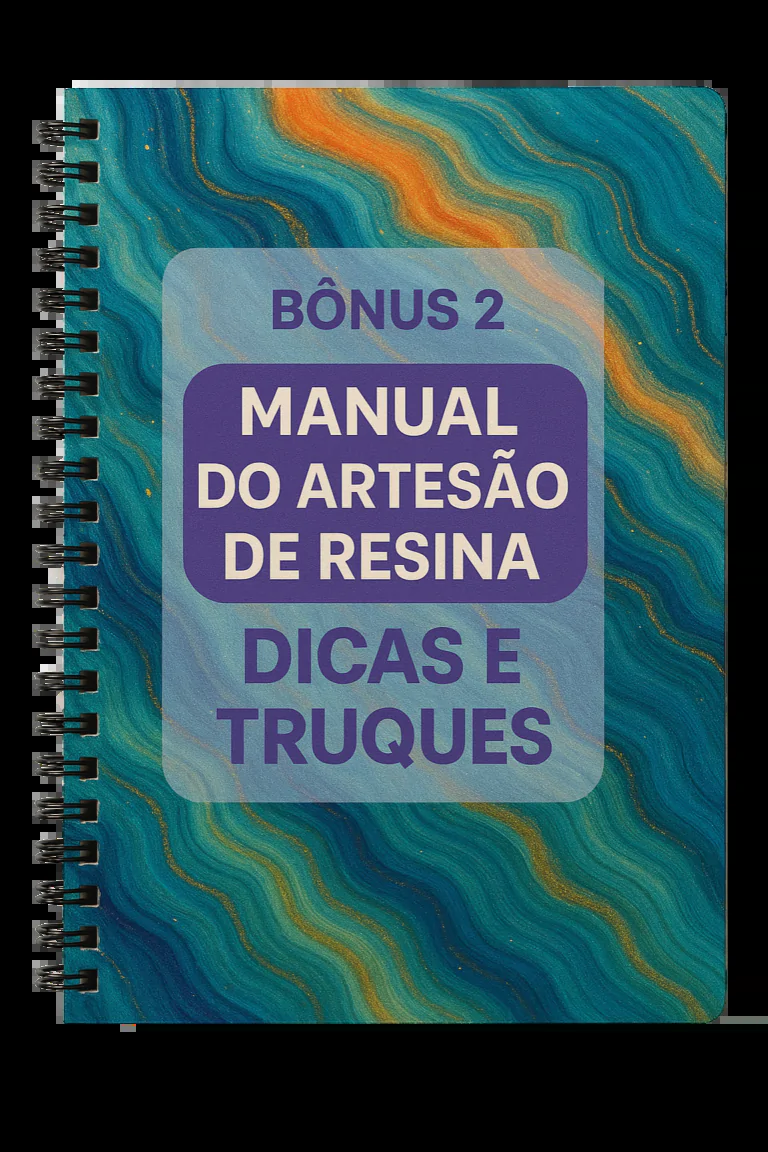 BÔNUS 2
MANUAL
DO ARTESÃO
DE RESINA
DICAS E
TRUQUES